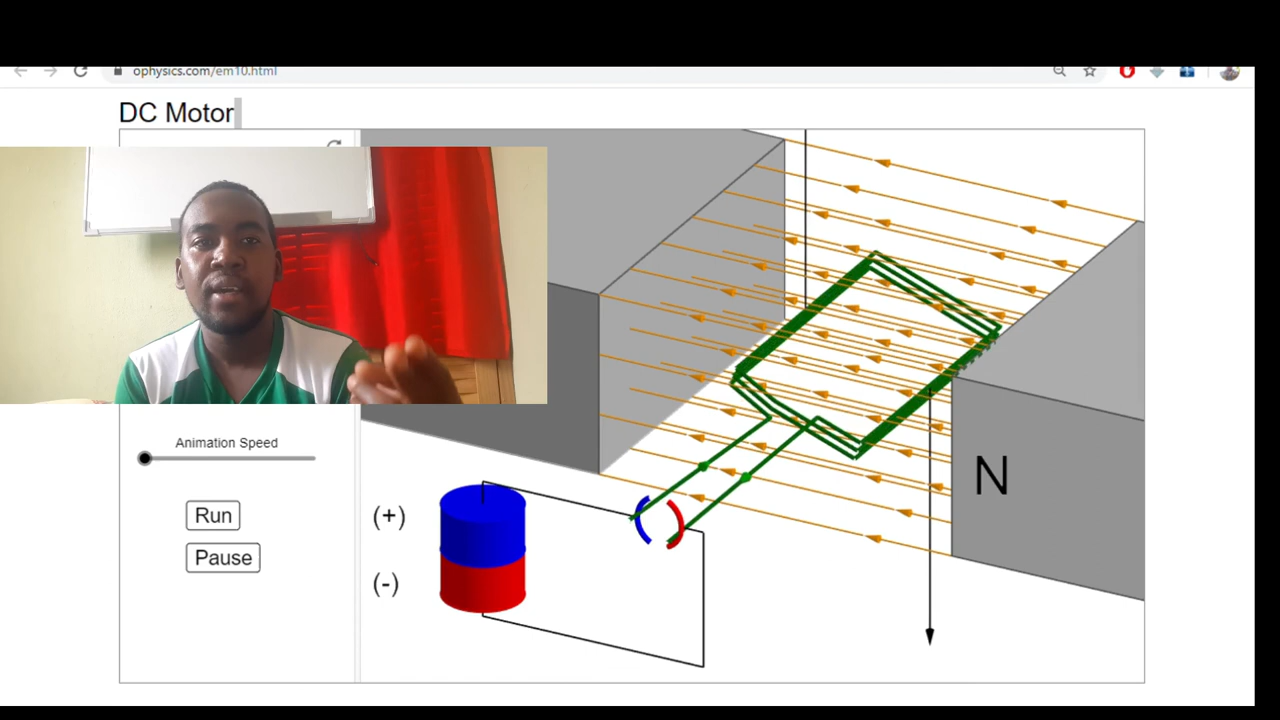 ophysics.com/em10.html
DC Motor
Animation Speed
Run
Pause
(+)
(-)
N